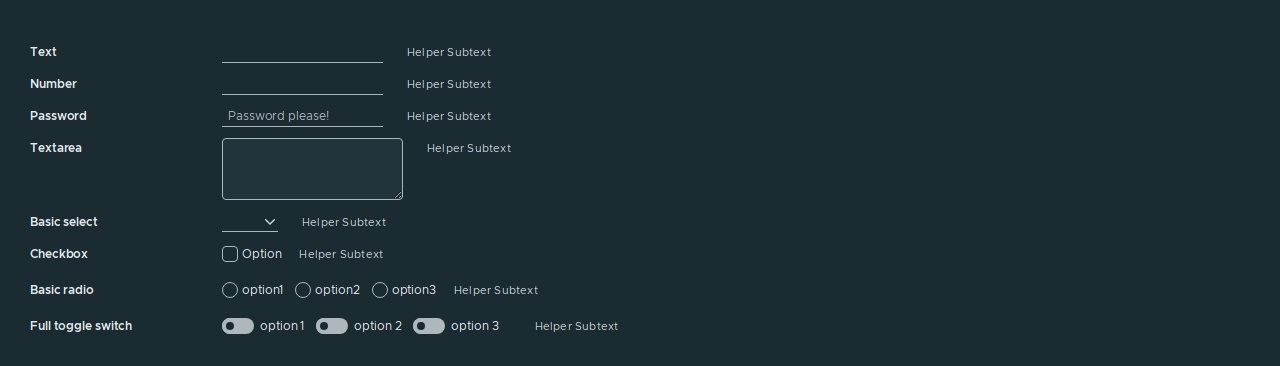 Text Helper Subtext
Number Helper Subtext
Password Password please! Helper Subtext
Textarea Helper Subtext
Basic select Helper Subtext
Checkbox Option Helper Subtext
Basic radio option1 option2 option3 Helper Subtext
Full toggle switch option 1 option 2 option 3 Helper Subtext